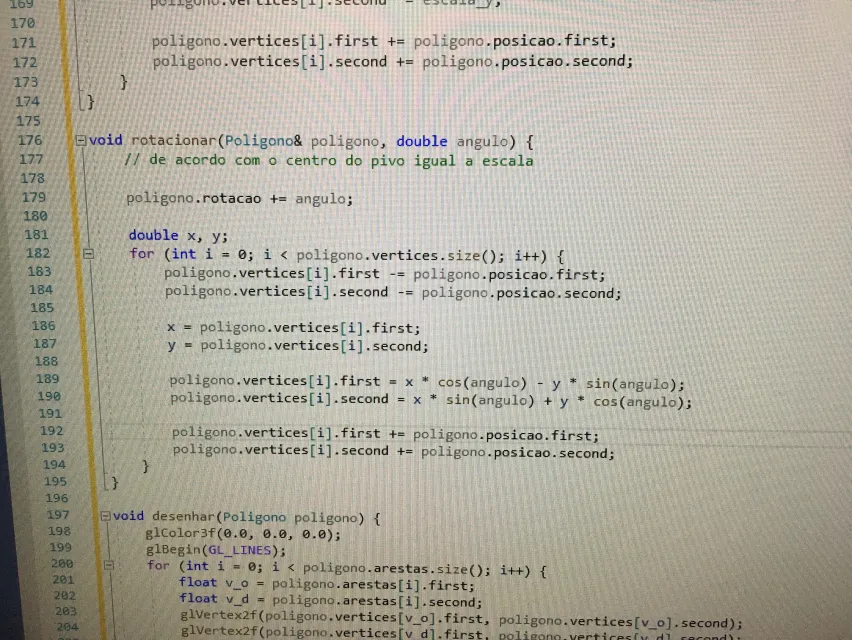 169 poligono.vertices[i].second = escala_y;
170
171 poligono.vertices[i].first += poligono.posicao.first;
172 poligono.vertices[i].second += poligono.posicao.second;
173 }
174 }
175
176 void rotacionar(Poligono& poligono, double angulo) {
177 // de acordo com o centro do pivo igual a escala
178
179 poligono.rotacao += angulo;
180
181 double x, y;
182 for (int i = 0; i < poligono.vertices.size(); i++) {
183 poligono.vertices[i].first -= poligono.posicao.first;
184 poligono.vertices[i].second -= poligono.posicao.second;
185
186 x = poligono.vertices[i].first;
187 y = poligono.vertices[i].second;
188
189 poligono.vertices[i].first = x * cos(angulo) - y * sin(angulo);
190 poligono.vertices[i].second = x * sin(angulo) + y * cos(angulo);
191
192 poligono.vertices[i].first += poligono.posicao.first;
193 poligono.vertices[i].second += poligono.posicao.second;
194 }
195 }
196
197 void desenhar(Poligono poligono) {
198 glColor3f(0.0, 0.0, 0.0);
199 glBegin(GL_LINES);
200 for (int i = 0; i < poligono.arestas.size(); i++) {
201 float v_o = poligono.arestas[i].first;
202 float v_d = poligono.arestas[i].second;
203 glVertex2f(poligono.vertices[v_o].first, poligono.vertices[v_o].second);
204 glVertex2f(poligono.vertices[v_d].first, poligono.vertices[v_d].second);